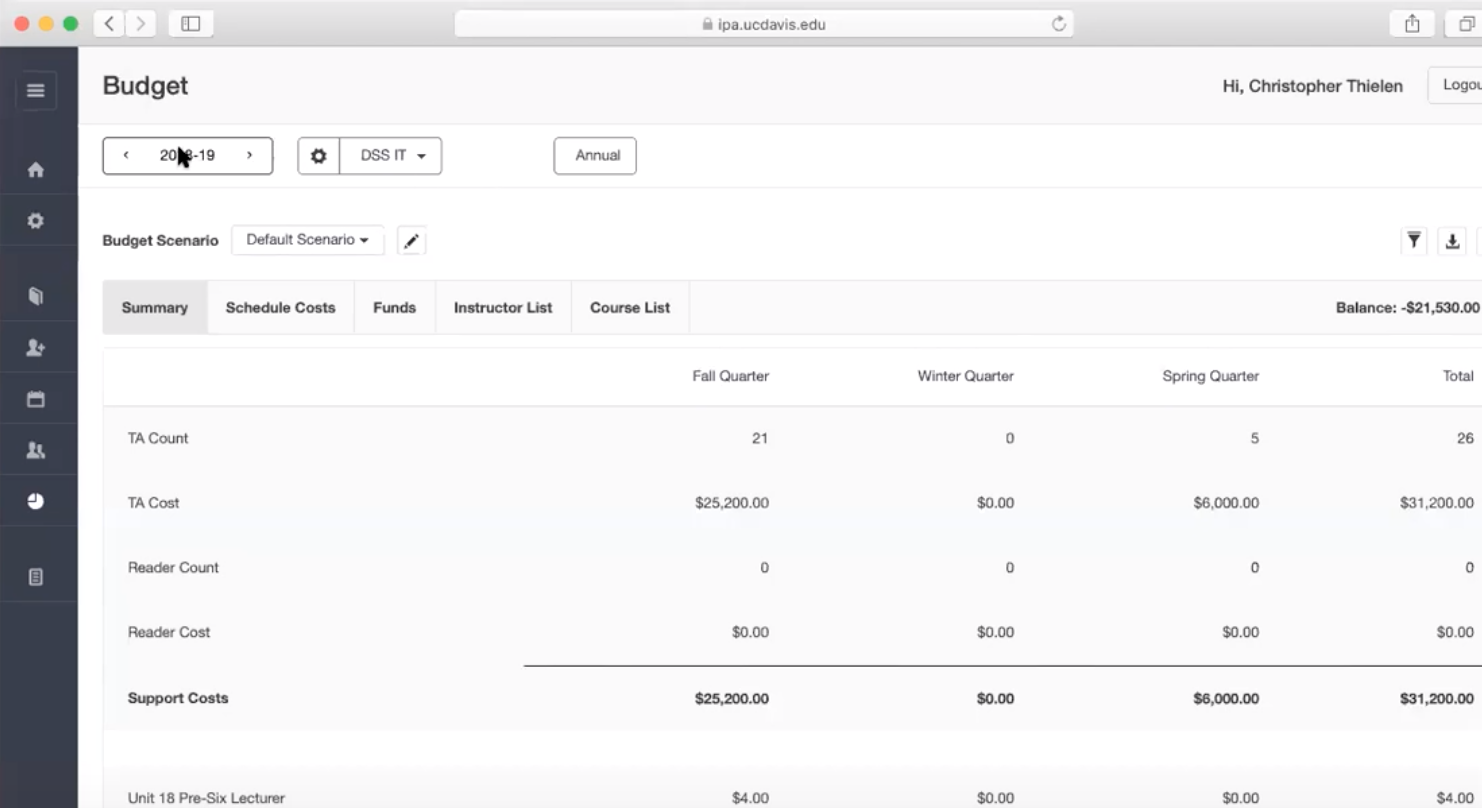 ipa.ucdavis.edu
Budget
Hi, Christopher Thielen
DSS IT
Annual
Budget Scenario Default Scenario
Summary Schedule Costs Funds Instructor List Course List Balance: -$21,530.00
Fall Quarter Winter Quarter Spring Quarter Total
TA Count 21 0 5 26
TA Cost $25,200.00 $0.00 $6,000.00 $31,200.00
Reader Count 0 0 0 0
Reader Cost $0.00 $0.00 $0.00 $0.00
Support Costs $25,200.00 $0.00 $6,000.00 $31,200.00
Unit 18 Pre-Six Lecturer $4.00 $0.00 $0.00 $4.00